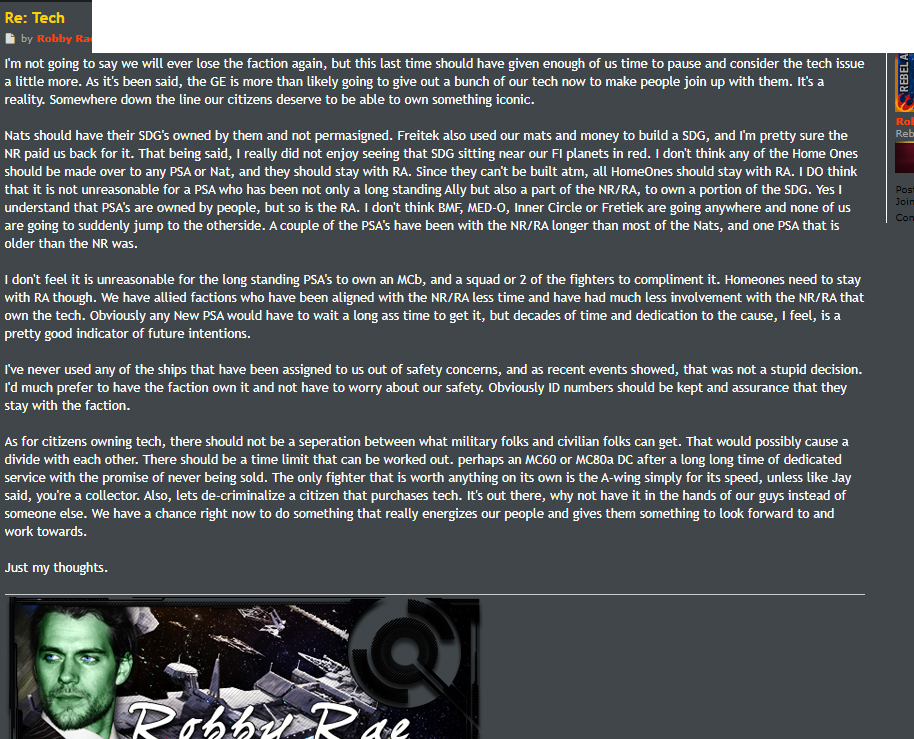 Re: Tech
by Robby Rae
I'm not going to say we will ever lose the faction again, but this last time should have given enough of us time to pause and consider the tech issue
a little more. As it's been said, the GE is more than likely going to give out a bunch of our tech now to make people join up with them. It's a
reality. Somewhere down the line our citizens deserve to be able to own something iconic.
Nats should have their SDG's owned by them and not permasigned. Freitek also used our mats and money to build a SDG, and I'm pretty sure the
NR paid us back for it. That being said, I really did not enjoy seeing that SDG sitting near our FI planets in red. I don't think any of the Home Ones
should be made over to any PSA or Nat, and they should stay with RA. Since they can't be built atm, all HomeOnes should stay with RA. I DO think
that it is not unreasonable for a PSA who has been not only a long standing Ally but also a part of the NR/RA, to own a portion of the SDG. Yes I
understand that PSA's are owned by people, but so is the RA. I don't think BMF, MED-O, Inner Circle or Fretiek are going anywhere and none of us
are going to suddenly jump to the otherside. A couple of the PSA's have been with the NR/RA longer than most of the Nats, and one PSA that is
older than the NR was.
I don't feel it is unreasonable for the long standing PSA's to own an MCb, and a squad or 2 of the fighters to compliment it. Homeones need to stay
with RA though. We have allied factions who have been aligned with the NR/RA less time and have had much less involvement with the NR/RA that
own the tech. Obviously any New PSA would have to wait a long ass time to get it, but decades of time and dedication to the cause, I feel, is a
pretty good indicator of future intentions.
I've never used any of the ships that have been assigned to us out of safety concerns, and as recent events showed, that was not a stupid decision.
I'd much prefer to have the faction own it and not have to worry about our safety. Obviously ID numbers should be kept and assurance that they
stay with the faction.
As for citizens owning tech, there should not be a seperation between what military folks and civilian folks can get. That would possibly cause a
divide with each other. There should be a time limit that can be worked out. perhaps an MC60 or MC80a DC after a long long time of dedicated
service with the promise of never being sold. The only fighter that is worth anything on its own is the A-wing simply for its speed, unless like Jay
said, you're a collector. Also, lets de-criminalize a citizen that purchases tech. It's out there, why not have it in the hands of our guys instead of
someone else. We have a chance right now to do something that really energizes our people and gives them something to look forward to and
work towards.
Just my thoughts.
Robby Rae
REBELA
Rol
Reb
Pos
Join
Con